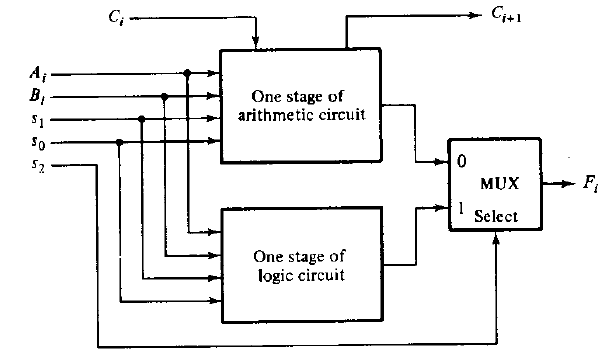 C_i
C_{i+1}
A_i
B_i
s_1
s_0
s_2
One stage of
arithmetic circuit
0
MUX
1
Select
F_i
One stage of
logic circuit